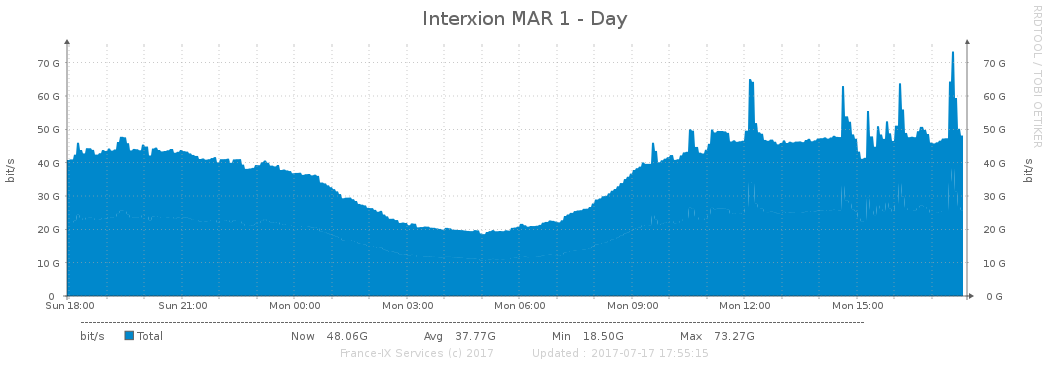 Interxion MAR 1 - Day
RRDTOOL / TOBI OETIKER
bit/s
70 G
60 G
50 G
40 G
30 G
20 G
10 G
0
70 G
60 G
50 G
40 G
30 G
20 G
10 G
0 G
bit/s
Sun 18:00 Sun 21:00 Mon 00:00 Mon 03:00 Mon 06:00 Mon 09:00 Mon 12:00 Mon 15:00
bit/s Total Now 48.06G Avg 37.77G Min 18.50G Max 73.27G
France-IX Services (c) 2017 Updated : 2017-07-17 17:55:15